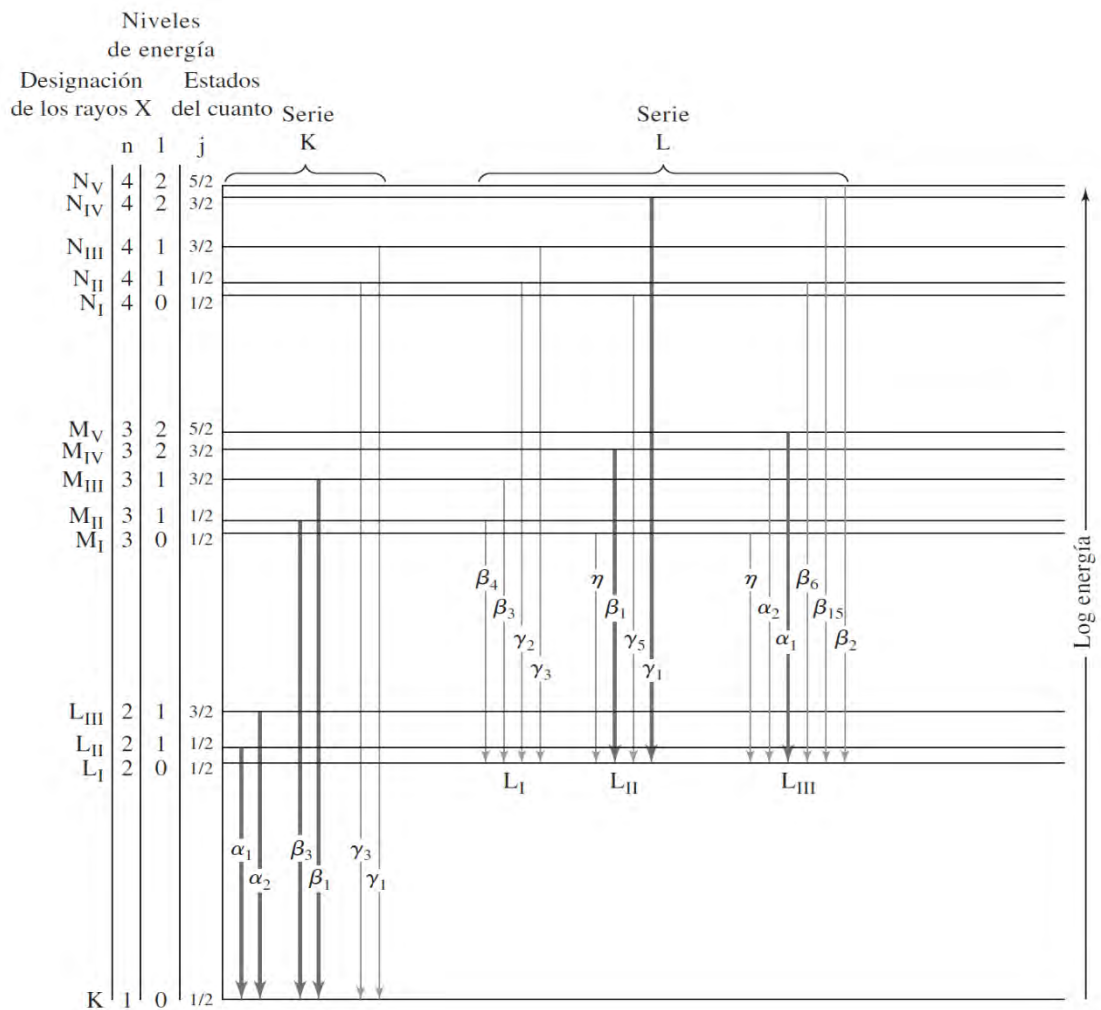 Niveles
de energía
Designación Estados
de los rayos X del cuanto
Serie
K
Serie
L
n l j
N_V 4 2 5/2
N_IV 4 2 3/2
N_III 4 1 3/2
N_II 4 1 1/2
N_I 4 0 1/2
M_V 3 2 5/2
M_IV 3 2 3/2
M_III 3 1 3/2
M_II 3 1 1/2
M_I 3 0 1/2
β₄ η β₆
β₃ β₁ α₂ β₁₅
γ₂ γ₅ α₁ β₂
γ₃ γ₁
L_III 2 1 3/2
L_II 2 1 1/2
L_I 2 0 1/2
L_I L_II L_III
η
α₁ β₃ γ₃
α₂ β₁ γ₁
K 1 0 1/2
Log energía